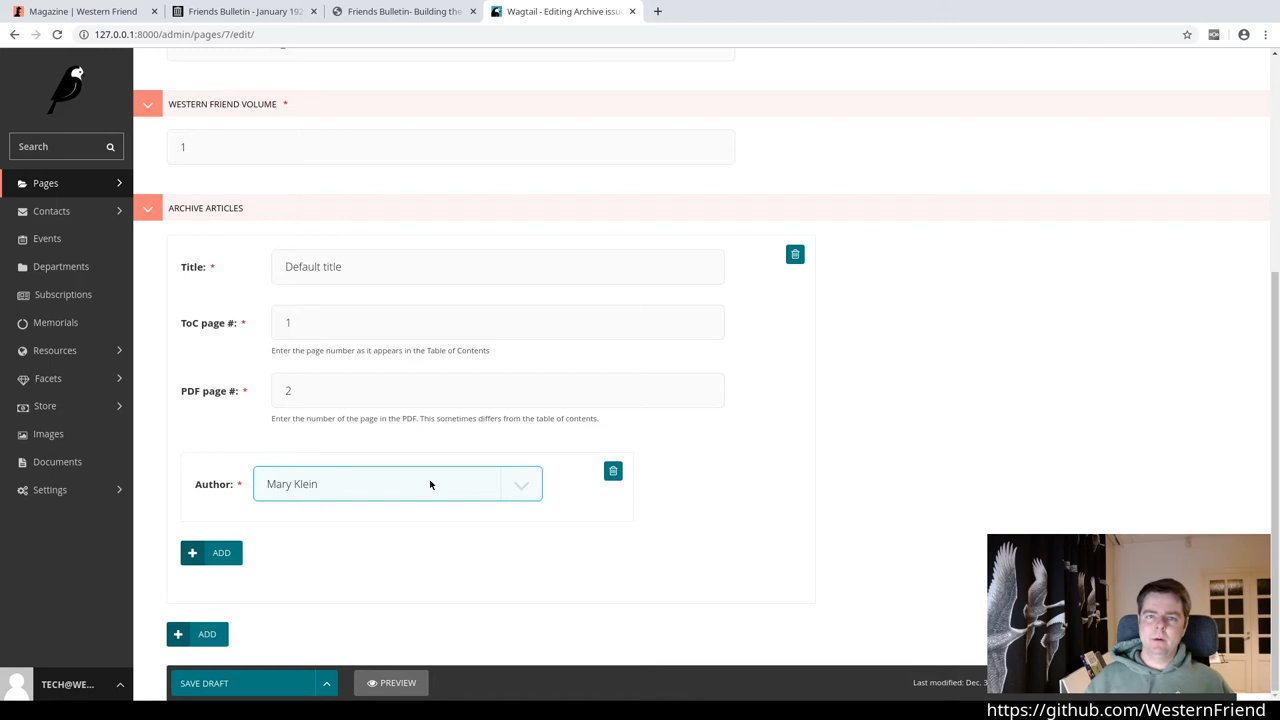 Magazine | Western Friend
Friends Bulletin - January 192
Friends Bulletin- Building the
Wagtail - Editing Archive issu
127.0.0.1:8000/admin/pages/7/edit/
WESTERN FRIEND VOLUME *
Search
1
Pages
ARCHIVE ARTICLES
Contacts
Events
Title: * Default title
Departments
Subscriptions
ToC page #: * 1
Memorials
Enter the page number as it appears in the Table of Contents
Resources
Facets
PDF page #: * 2
Store
Enter the number of the page in the PDF. This sometimes differs from the table of contents.
Images
Documents
Author: * Mary Klein
Settings
ADD
ADD
TECH@WE...
SAVE DRAFT
PREVIEW
Last modified: Dec. 3
https://github.com/WesternFriend